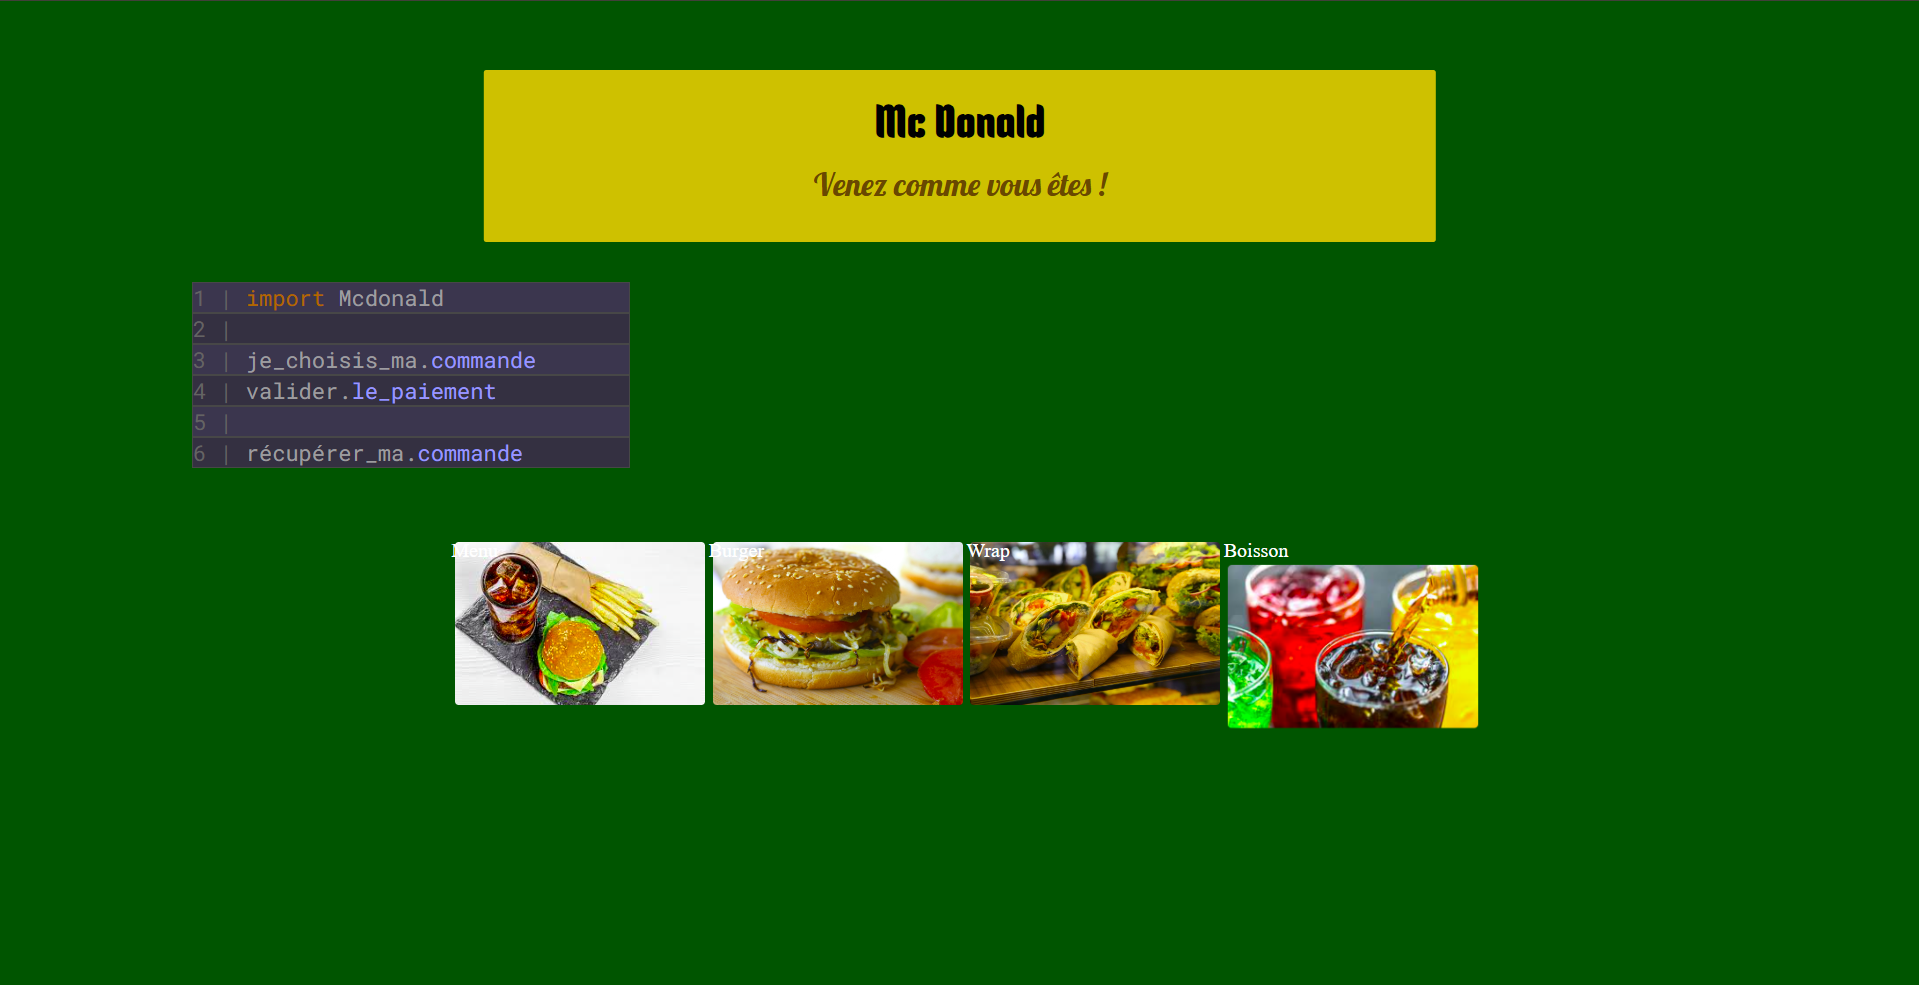 Mc Donald
Venez comme vous êtes !
1 | import Mcdonald
2 |
3 | je_choisis_ma.commande
4 | valider.le_paiement
5 |
6 | récupérer_ma.commande
Menu
Burger
Wrap
Boisson